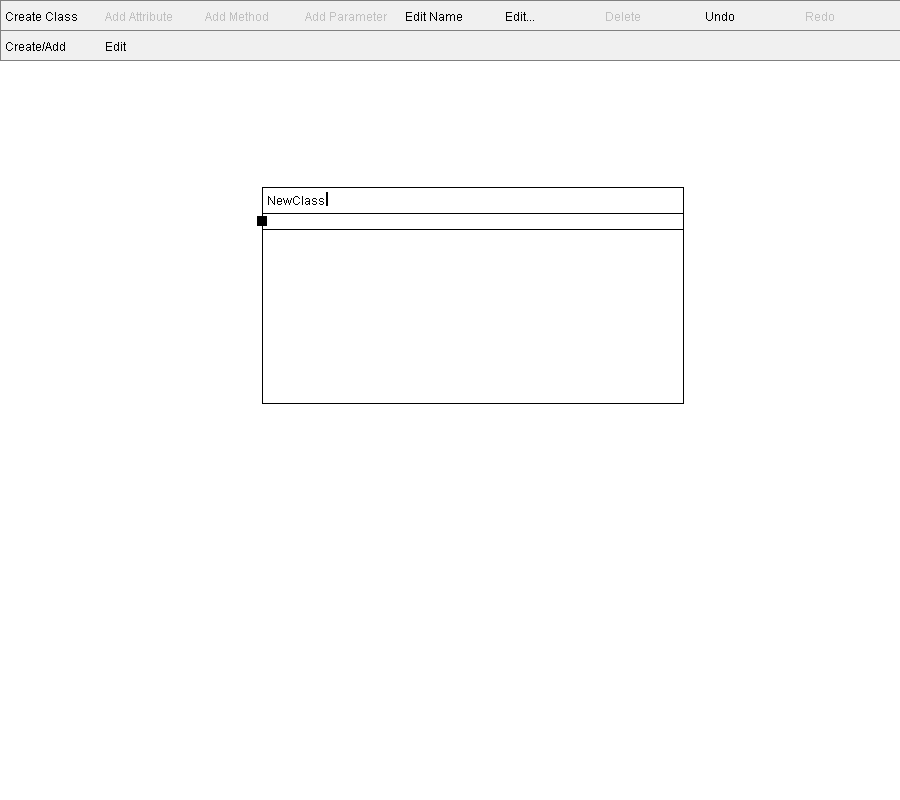 Create Class Add Attribute Add Method Add Parameter Edit Name Edit... Delete Undo Redo
Create/Add Edit
NewClass